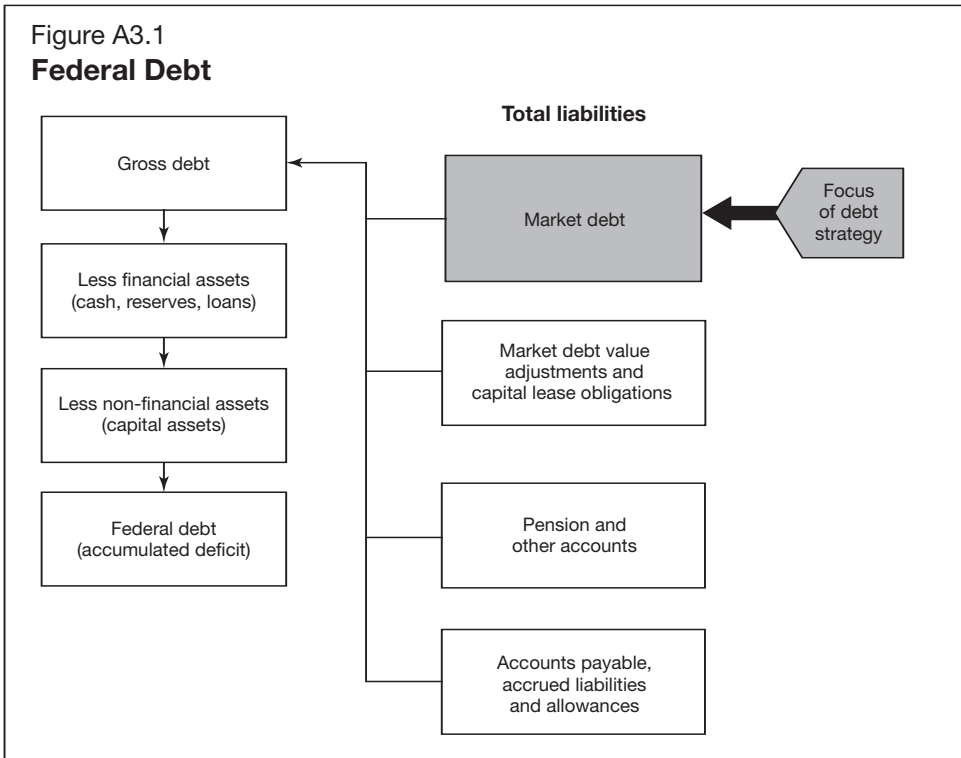 Figure A3.1
Federal Debt
Gross debt
Less financial assets
(cash, reserves, loans)
Less non-financial assets
(capital assets)
Federal debt
(accumulated deficit)
Total liabilities
Market debt
Focus
of debt
strategy
Market debt value
adjustments and
capital lease obligations
Pension and
other accounts
Accounts payable,
accrued liabilities
and allowances